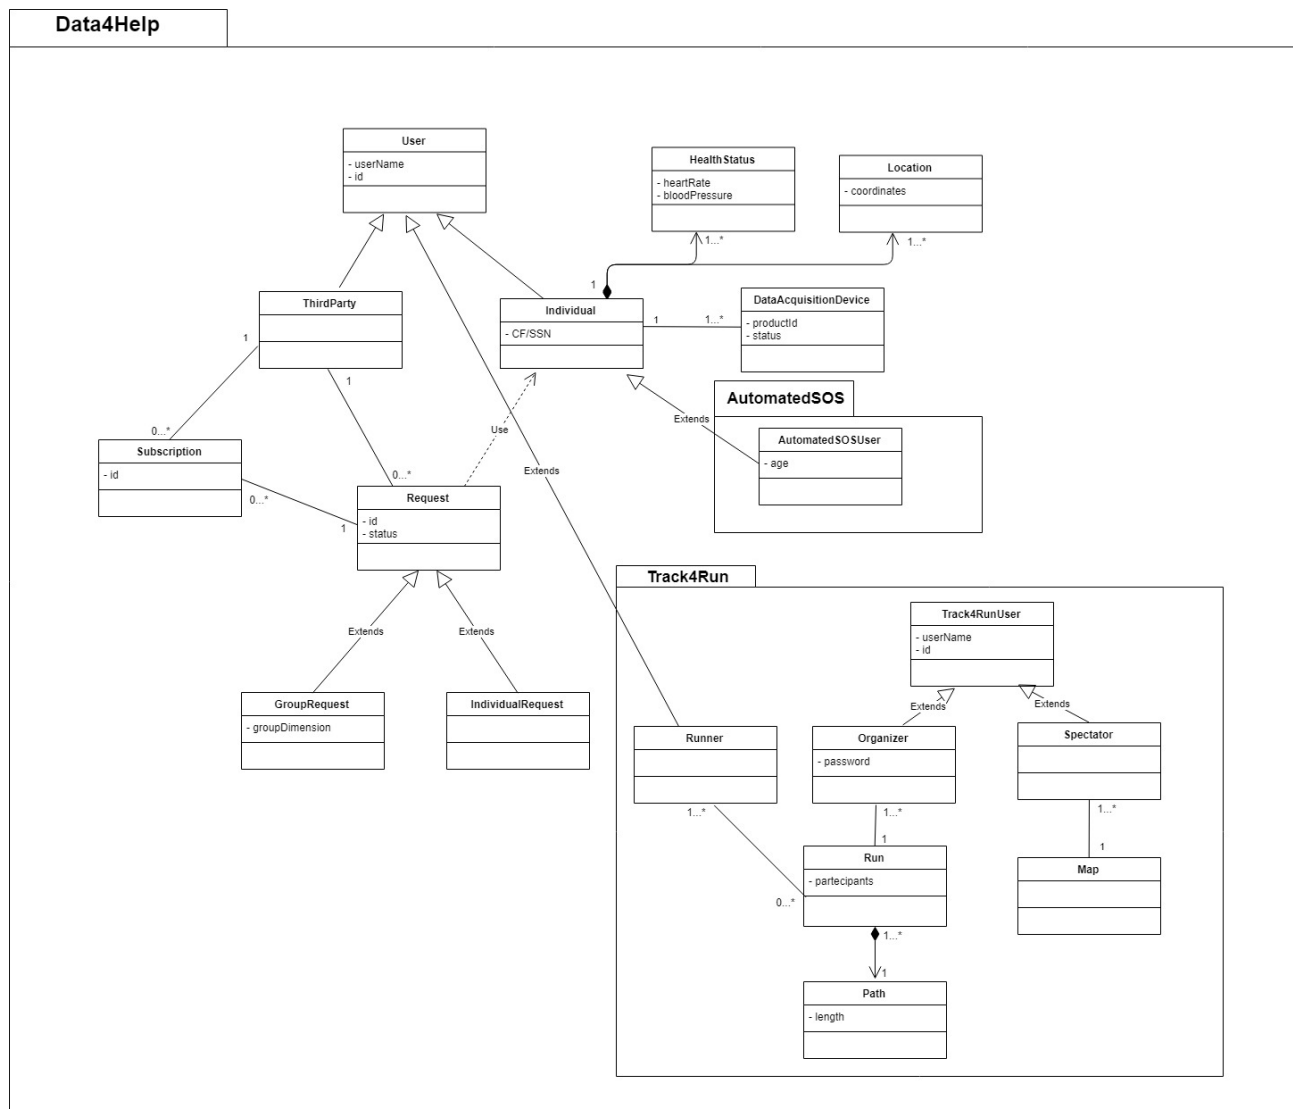 Data4Help
User
- userName
- id
HealthStatus
- heartRate
- bloodPressure
Location
- coordinates
1...*
1...*
1
ThirdParty
Individual
- CF/SSN
1
1...*
DataAcquisitionDevice
- productId
- status
1
1
0...*
Use
Extends
AutomatedSOS
AutomatedSOSUser
- age
Subscription
- id
0...*
1
0...*
Extends
Request
- id
- status
Extends
Extends
GroupRequest
- groupDimension
IndividualRequest
Track4Run
Track4RunUser
- userName
- id
Extends
Extends
Runner
Organizer
- password
Spectator
1...*
1...*
1...*
1
1
Run
- partecipants
Map
0...*
1...*
1
Path
- length